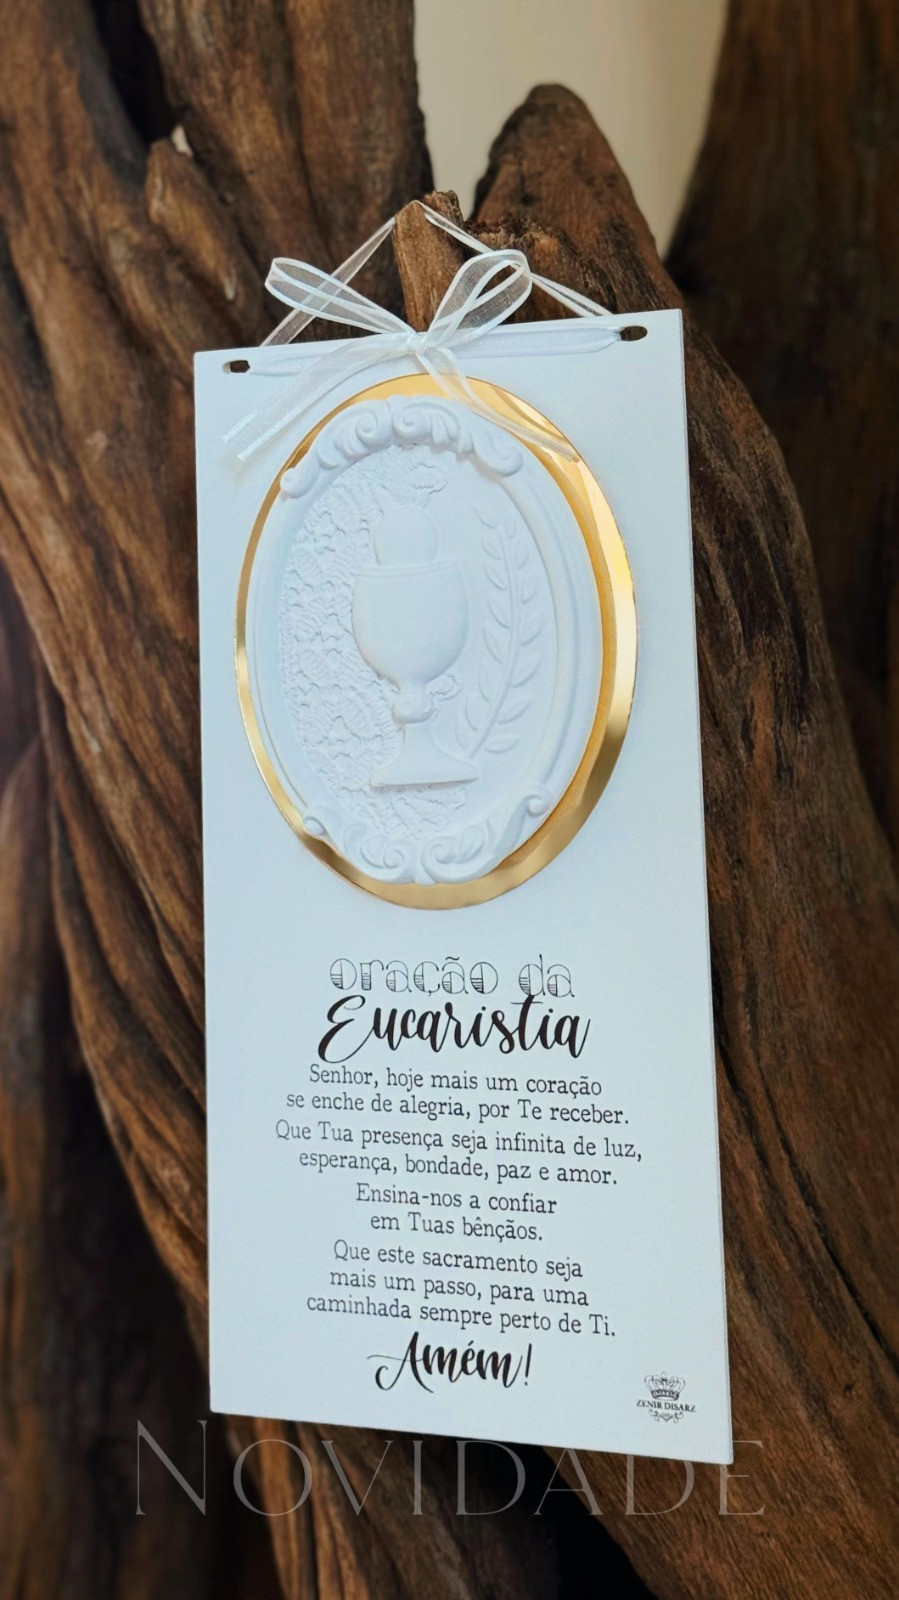 oração da
Eucaristia
Senhor, hoje mais um coração
se enche de alegria, por Te receber.
Que Tua presença seja infinita de luz,
esperança, bondade, paz e amor.
Ensina-nos a confiar
em Tuas bênçãos.
Que este sacramento seja
mais um passo, para uma
caminhada sempre perto de Ti.
Amém!
ZENIR DISARZ
NOVIDADE